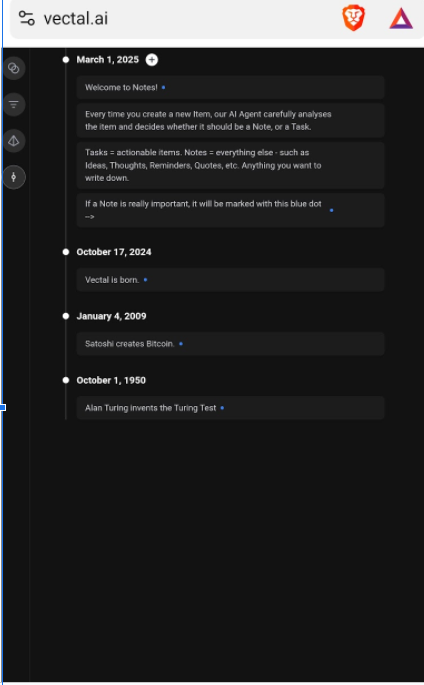 vectal.ai
March 1, 2025
Welcome to Notes!
Every time you create a new Item, our AI Agent carefully analyses
the item and decides whether it should be a Note, or a Task.
Tasks = actionable items. Notes = everything else - such as
Ideas, Thoughts, Reminders, Quotes, etc. Anything you want to
write down.
If a Note is really important, it will be marked with this blue dot
-->
October 17, 2024
Vectal is born.
January 4, 2009
Satoshi creates Bitcoin.
October 1, 1950
Alan Turing invents the Turing Test